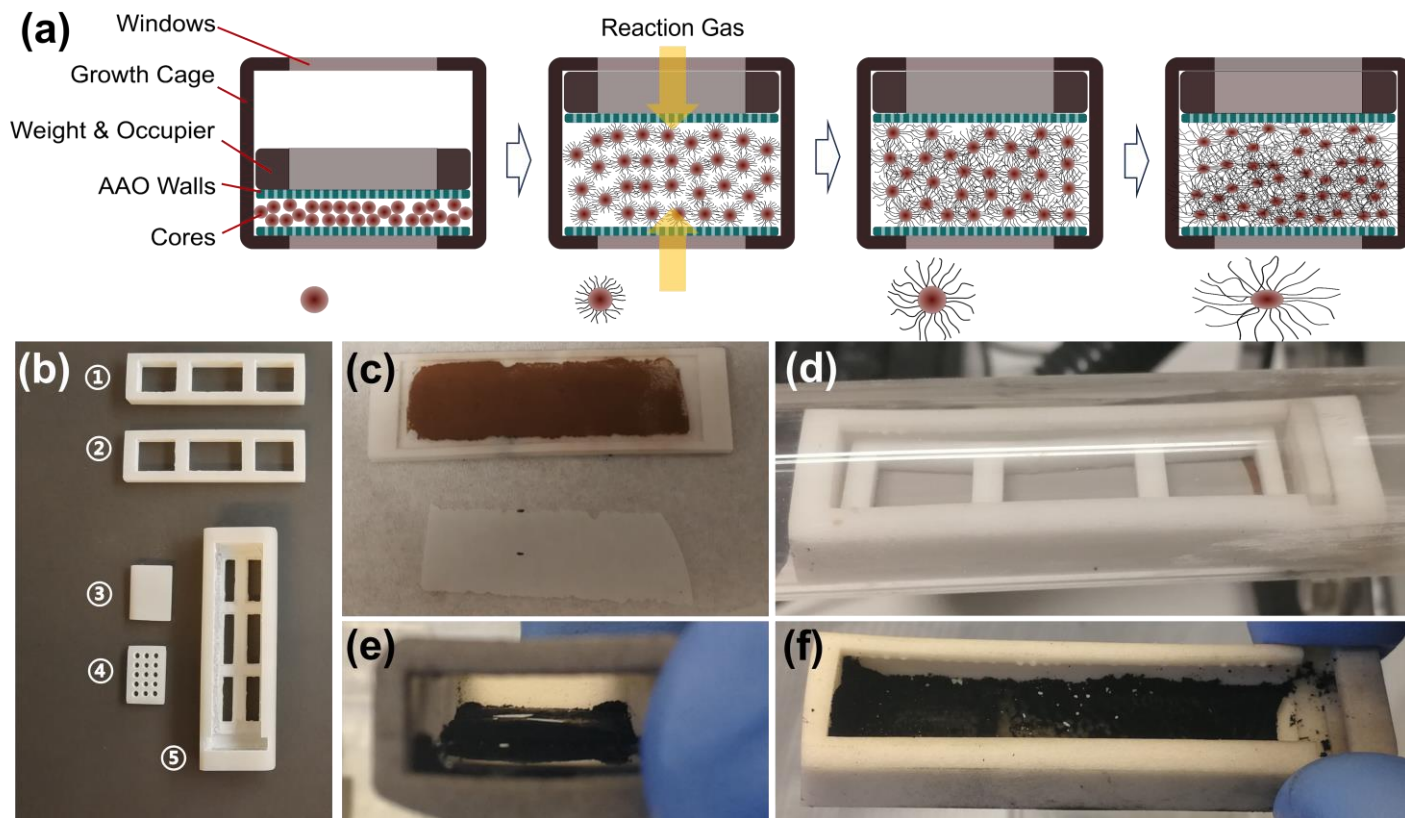 (a)
Windows
Growth Cage
Weight & Occupier
AAO Walls
Cores
Reaction Gas
(b)
①
②
③
④
⑤
(c)
(d)
(e)
(f)